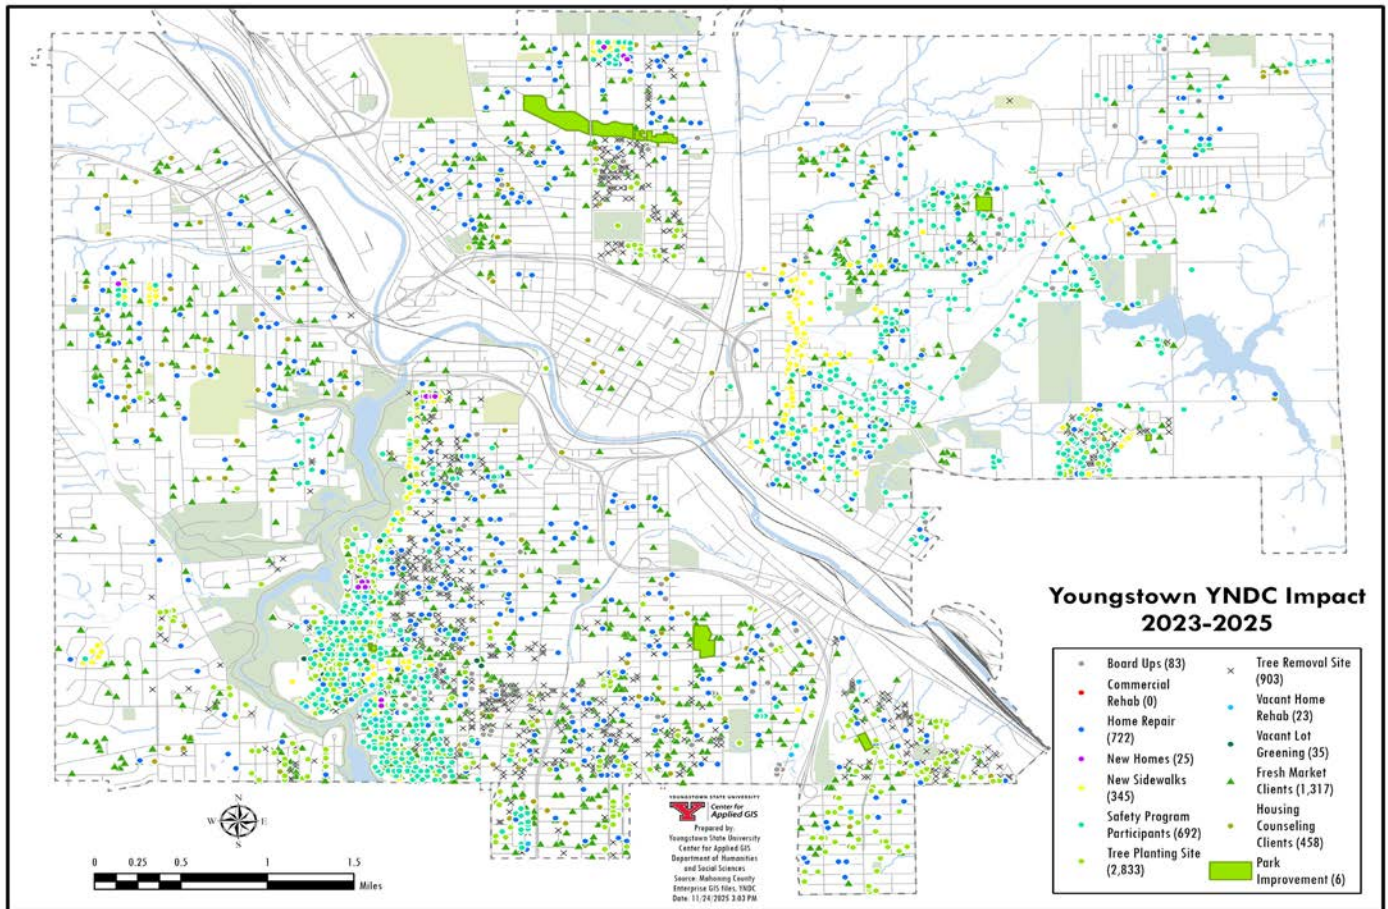 Youngstown YNDC Impact
2023-2025
Board Ups (83)
Commercial
Rehab (0)
Home Repair
(722)
New Homes (25)
New Sidewalks
(345)
Safety Program
Participants (692)
Tree Planting Site
(2,833)
Tree Removal Site
(903)
Vacant Home
Rehab (23)
Vacant Lot
Greening (35)
Fresh Market
Clients (1,317)
Housing
Counseling
Clients (458)
Park
Improvement (6)
N
W E
S
0 0.25 0.5 1 1.5
Miles
YOUNGSTOWN STATE UNIVERSITY
Y
Center for
Applied GIS
Prepared by:
Youngstown State University
Center for Applied GIS
Department of Humanities
and Social Sciences
Source: Mahoning County
Enterprise GIS files, YNDC
Date: 11/24/2025 3:03 PM